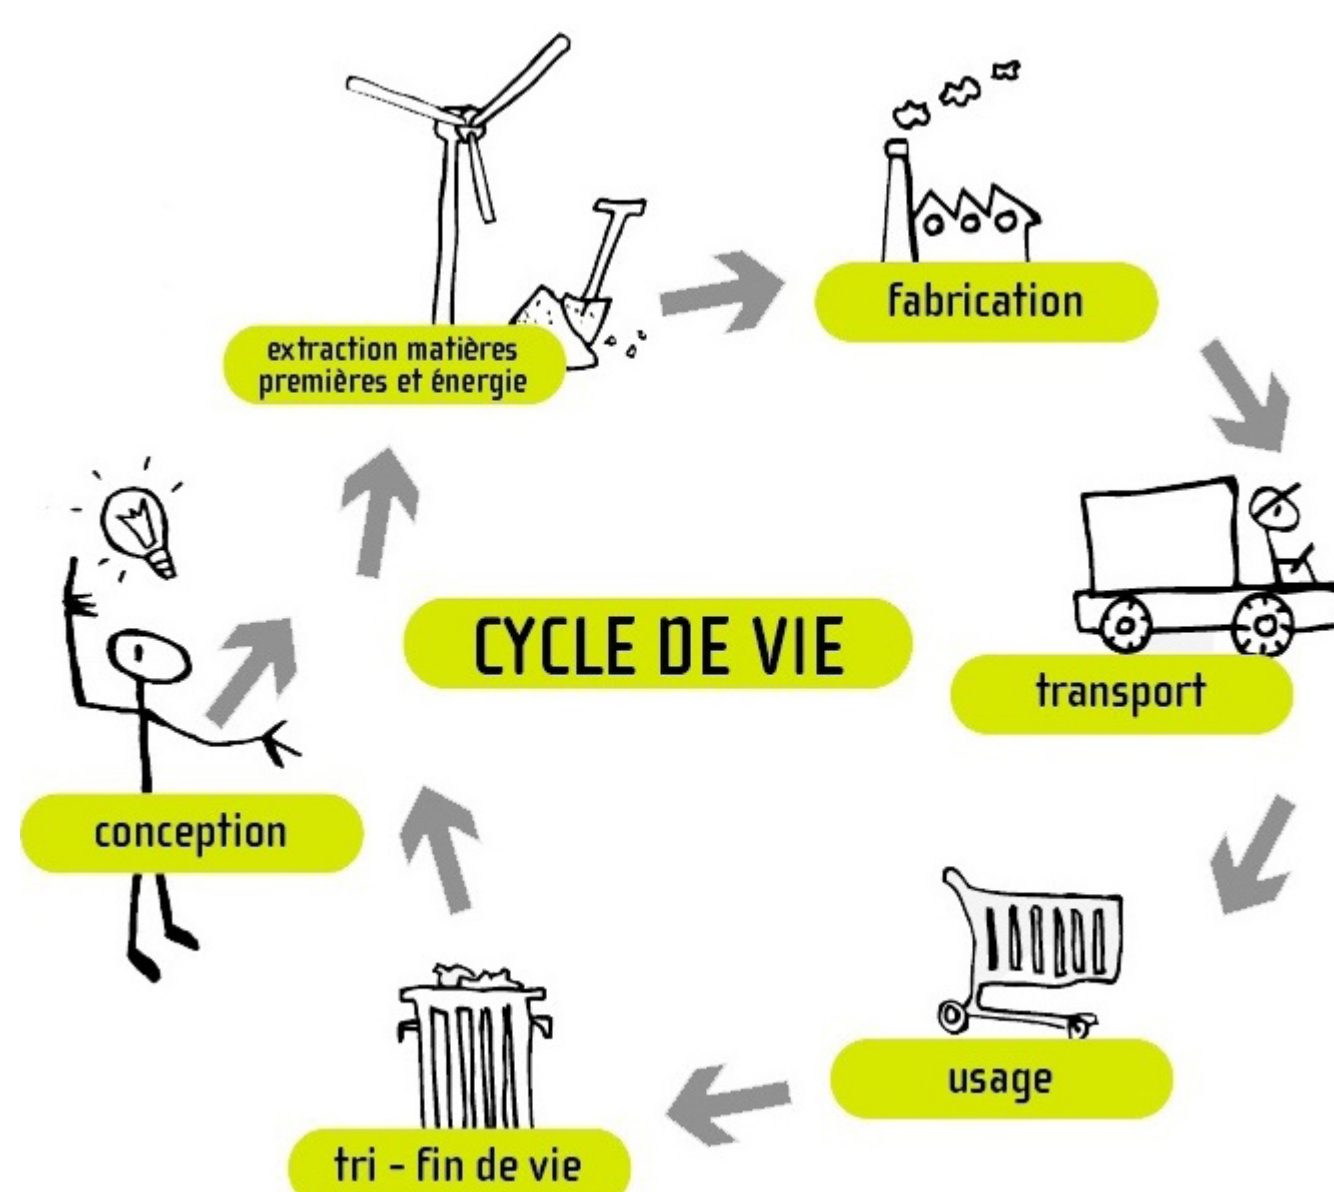 extraction matières
premières et énergie
fabrication
CYCLE DE VIE
transport
conception
usage
tri - fin de vie